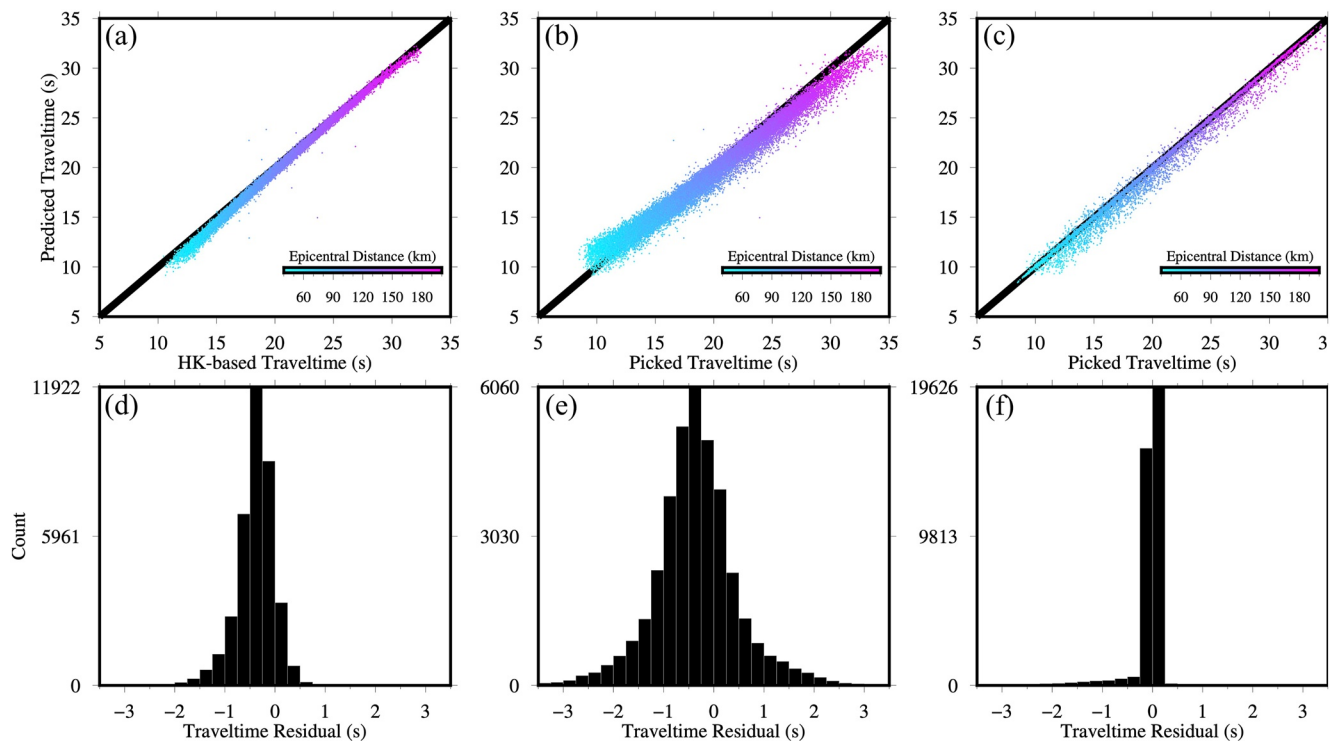 (a)
35
30
25
20
15
10
5
Predicted Traveltime (s)
Epicentral Distance (km)
60 90 120 150 180
5 10 15 20 25 30 35
HK-based Traveltime (s)
(b)
35
30
25
20
15
10
5
Epicentral Distance (km)
60 90 120 150 180
5 10 15 20 25 30 35
Picked Traveltime (s)
(c)
35
30
25
20
15
10
5
Epicentral Distance (km)
60 90 120 150 180
5 10 15 20 25 30 35
Picked Traveltime (s)
(d)
11922
5961
0
Count
−3 −2 −1 0 1 2 3
Traveltime Residual (s)
(e)
6060
3030
0
−3 −2 −1 0 1 2 3
Traveltime Residual (s)
(f)
19626
9813
0
−3 −2 −1 0 1 2 3
Traveltime Residual (s)